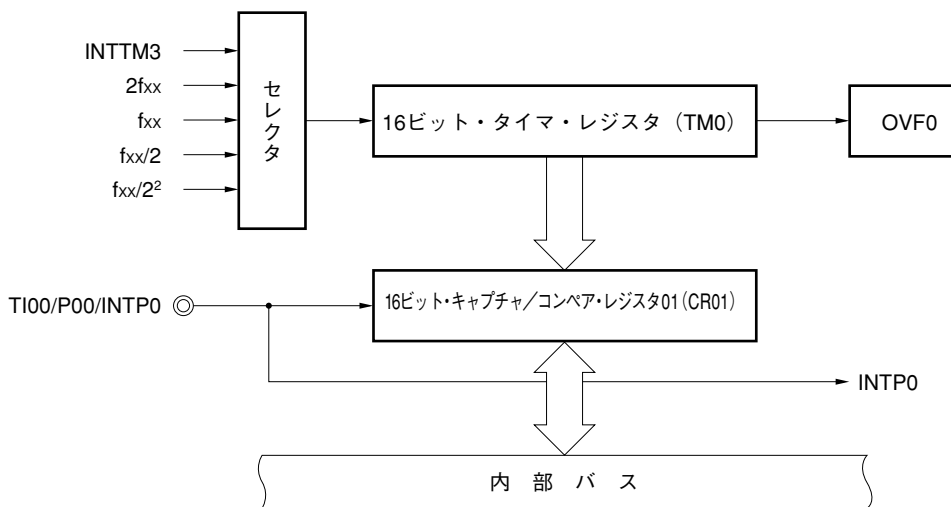 INTTM3
2fxx
fxx
fxx/2
fxx/2²
セレクタ
16ビット・タイマ・レジスタ（TM0）
OVF0
TI00/P00/INTP0
16ビット・キャプチャ／コンペア・レジスタ01（CR01）
INTP0
内 部 バ ス